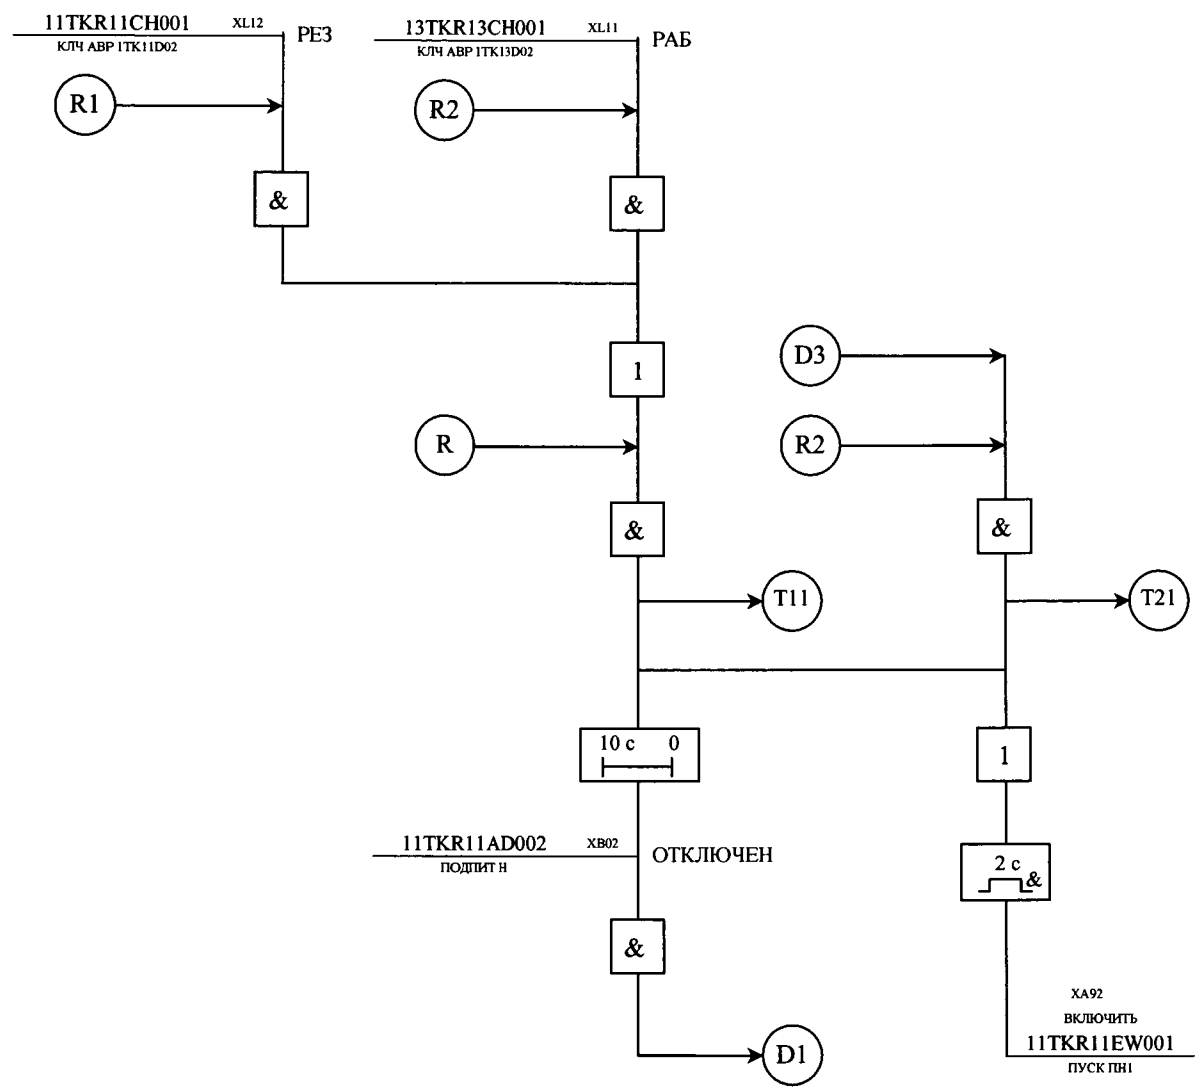 11TKR11CH001 XL12 РЕЗ
КЛЧ АВР 1TK11D02
13TKR13CH001 XL11 РАБ
КЛЧ АВР 1TK13D02
R1
R2
&
&
1
D3
R
R2
&
&
T11
T21
10 с 0
1
11TKR11AD002 XB02 ОТКЛЮЧЕН
ПОДПИТ Н
2 с
&
&
XA92
ВКЛЮЧИТЬ
11TKR11EW001
ПУСК ПН1
D1